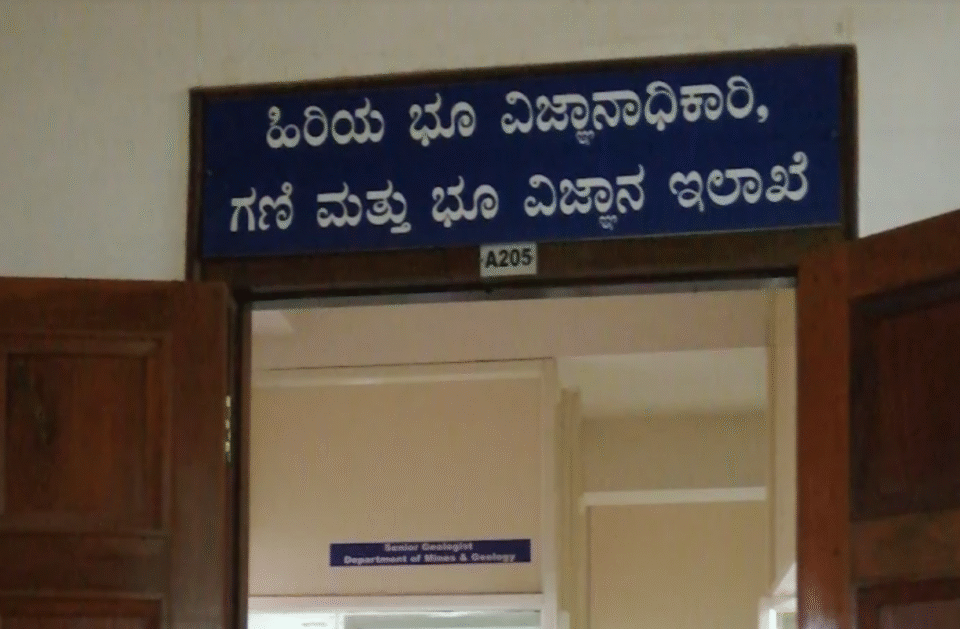 ಹಿರಿಯ ಭೂ ವಿಜ್ಞಾನಾಧಿಕಾರಿ,
ಗಣಿ ಮತ್ತು ಭೂ ವಿಜ್ಞಾನ ಇಲಾಖೆ
A205
Senior Geologist
Department of Mines & Geology